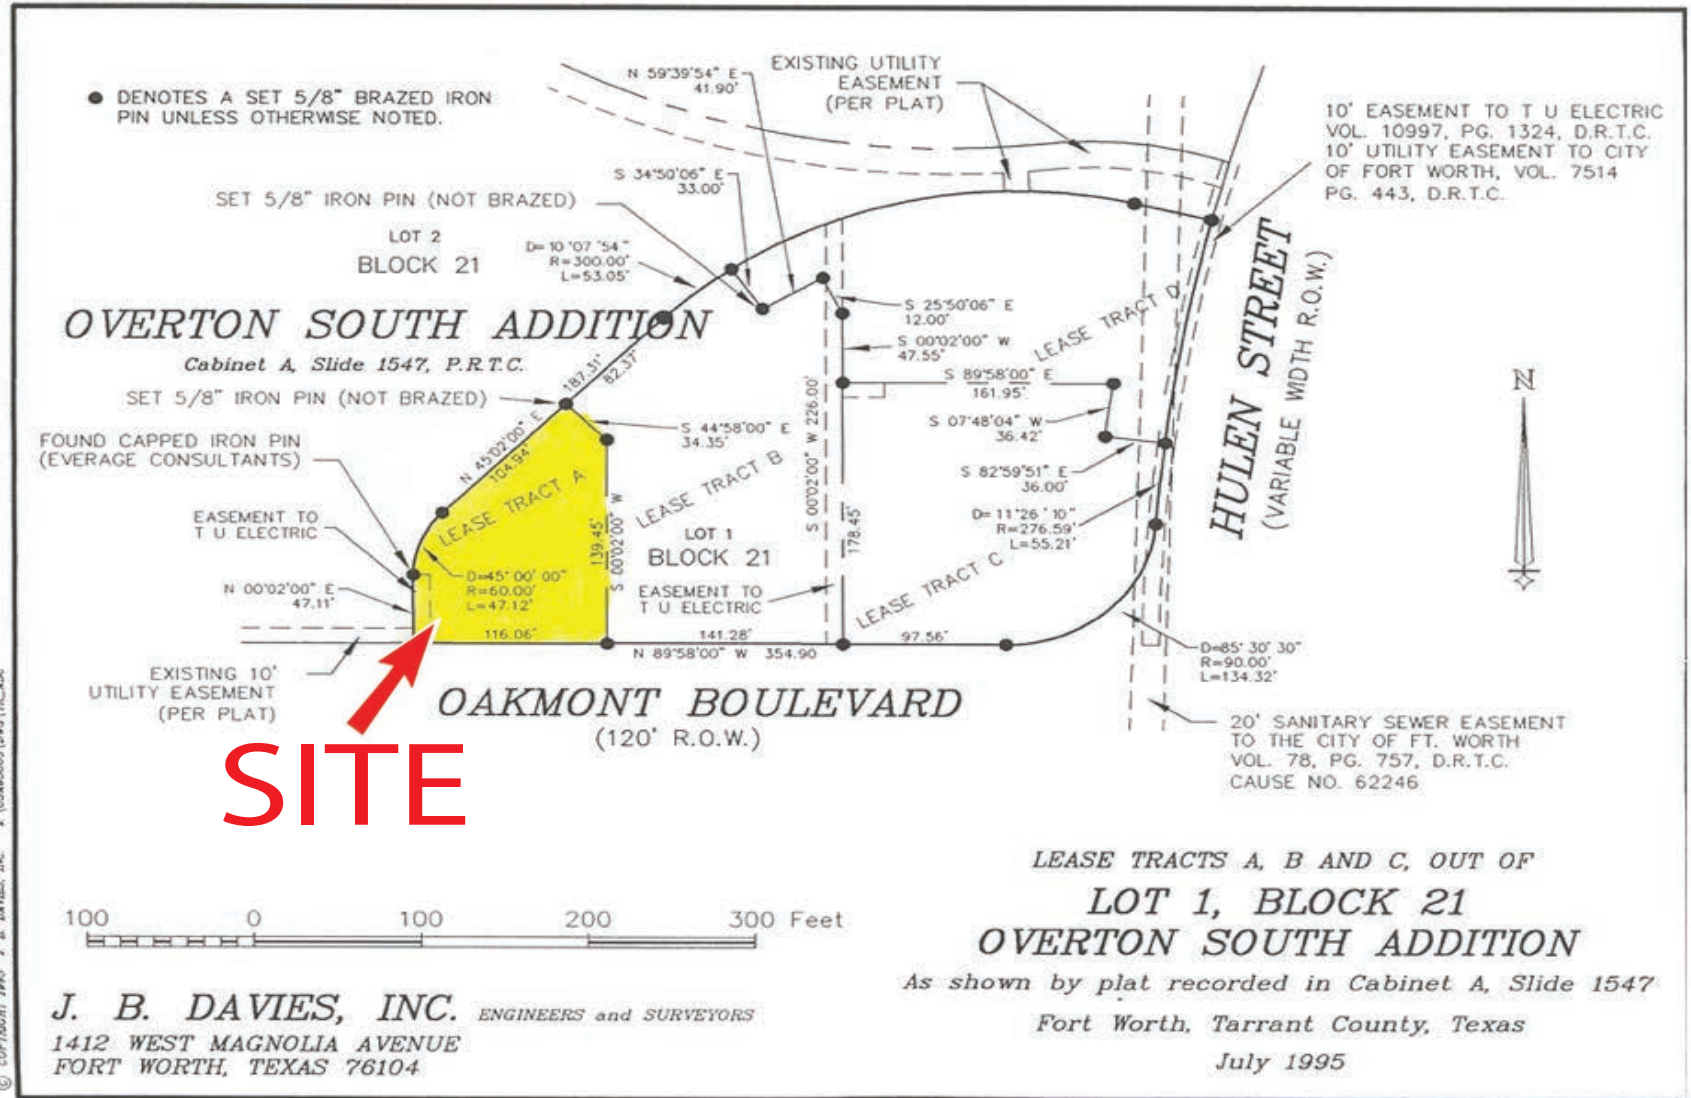 ● DENOTES A SET 5/8" BRAZED IRON
PIN UNLESS OTHERWISE NOTED.
N 59°39'54" E
41.90'
EXISTING UTILITY
EASEMENT
(PER PLAT)
10' EASEMENT TO T U ELECTRIC
VOL. 10997, PG. 1324, D.R.T.C.
10' UTILITY EASEMENT TO CITY
OF FORT WORTH, VOL. 7514
PG. 443, D.R.T.C.
S 34°50'06" E
33.00'
SET 5/8" IRON PIN (NOT BRAZED)
LOT 2
BLOCK 21
D=10°07'54"
R=300.00'
L=53.05'
OVERTON SOUTH ADDITION
Cabinet A, Slide 1547, P.R.T.C.
S 25°50'06" E
12.00'
S 00°02'00" W
47.55'
LEASE TRACT D
S 89°58'00" E
161.95'
HULEN STREET
(VARIABLE WIDTH R.O.W.)
N
187.31'
82.37'
SET 5/8" IRON PIN (NOT BRAZED)
S 07°48'04" W
36.42'
S 44°58'00" E
34.35'
FOUND CAPPED IRON PIN
(EVERAGE CONSULTANTS)
N 45°02'00" E
104.94'
S 00°02'00" W 226.00'
S 82°59'51" E
36.00'
LEASE TRACT A
LEASE TRACT B
EASEMENT TO
T U ELECTRIC
D=11°26'10"
R=276.59'
L=55.21'
139.45'
S 00°02'00" W
LOT 1
BLOCK 21
178.45'
LEASE TRACT C
N 00°02'00" E
47.11'
D=45°00'00"
R=60.00'
L=47.12'
EASEMENT TO
T U ELECTRIC
116.06'
141.28'
97.56'
N 89°58'00" W 354.90
D=85°30'30"
R=90.00'
L=134.32'
EXISTING 10'
UTILITY EASEMENT
(PER PLAT)
OAKMONT BOULEVARD
(120' R.O.W.)
20' SANITARY SEWER EASEMENT
TO THE CITY OF FT. WORTH
VOL. 78, PG. 757, D.R.T.C.
CAUSE NO. 62246
SITE
LEASE TRACTS A, B AND C, OUT OF
LOT 1, BLOCK 21
OVERTON SOUTH ADDITION
As shown by plat recorded in Cabinet A, Slide 1547
Fort Worth, Tarrant County, Texas
July 1995
100 0 100 200 300 Feet
J. B. DAVIES, INC. ENGINEERS and SURVEYORS
1412 WEST MAGNOLIA AVENUE
FORT WORTH, TEXAS 76104
© COPYRIGHT 1995 J. B. DAVIES, INC.